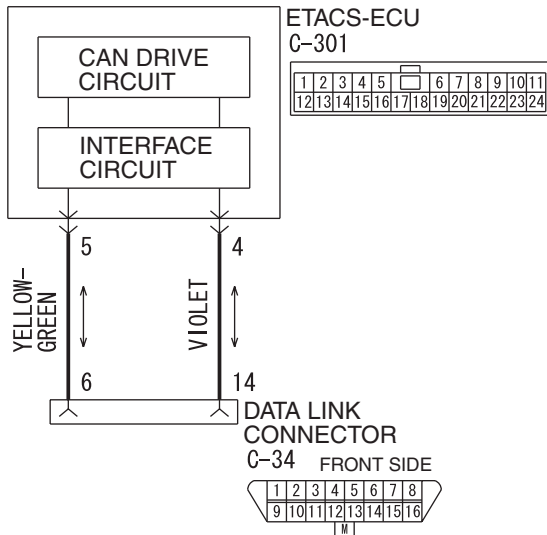 ETACS-ECU
C-301
CAN DRIVE
CIRCUIT
1 2 3 4 5 6 7 8 9 10 11
12 13 14 15 16 17 18 19 20 21 22 23 24
INTERFACE
CIRCUIT
5 4
YELLOW-
GREEN
VIOLET
6 14
DATA LINK
CONNECTOR
C-34 FRONT SIDE
1 2 3 4 5 6 7 8
9 10 11 12 13 14 15 16
M